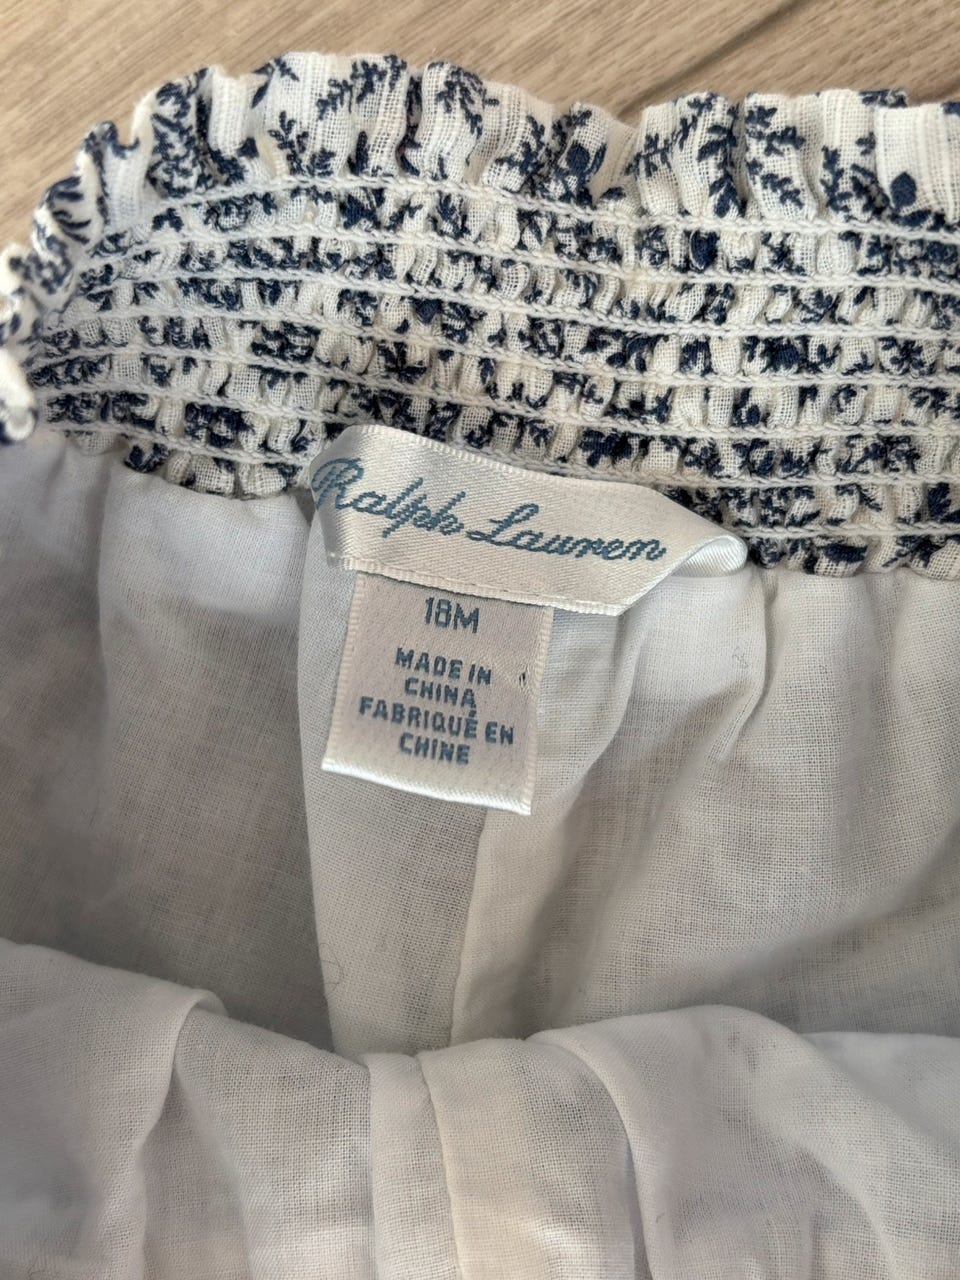 Ralph Lauren
18M
MADE IN
CHINA
FABRIQUÉ EN
CHINE